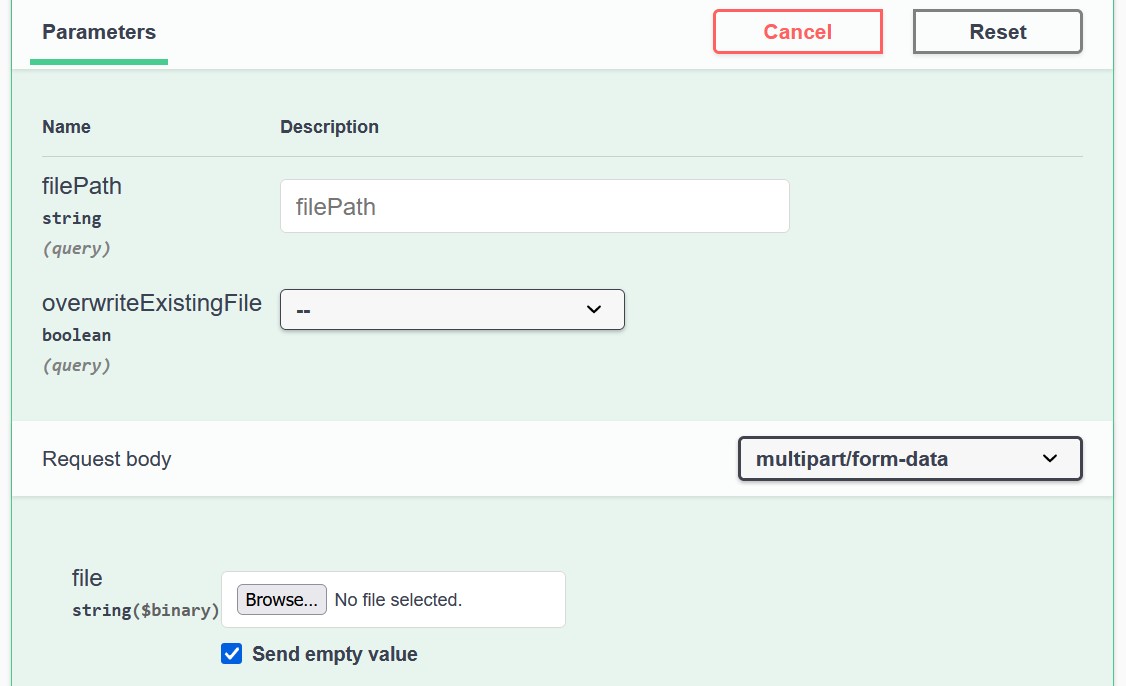 Parameters
Cancel
Reset
Name
Description
filePath
string
(query)
filePath
overwriteExistingFile
boolean
(query)
--
Request body
multipart/form-data
file
string($binary)
Browse...
No file selected.
Send empty value